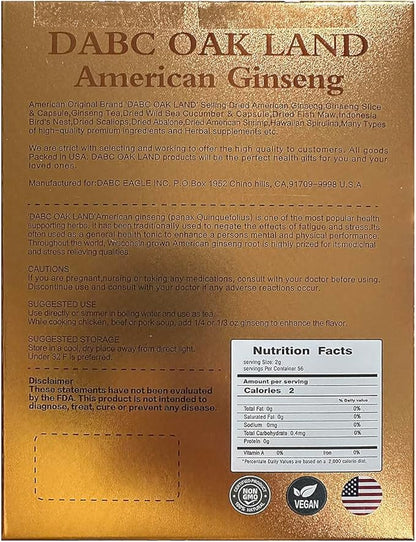 DABC OAK LAND
American Ginseng
American Original Brand 'DABC OAK LAND' Selling Dried American Ginseng,Ginseng Slice
& Capsule,Ginseng Tea,Dried Wild Sea Cucumber & Capsule,Dried Fish Maw,Indonesia
Bird's Nest,Dried Scallops,Dried Abalone,Dried American Shrimp,Hawaiian Spirulina,Many Types
of high-quality premium ingredients and Herbal supplements etc.
We are strict with selecting and working to offer the high quality to customers. All goods
Packed in USA. DABC OAK LAND products will be the perfect health gifts for you and your
loved ones.
Manufactured for:DABC EAGLE INC. P.O.Box 1952 Chino hills, CA,91709-9998 U.S.A
'DABC OAK LAND'American ginseng (panax Quinquefolius) is one of the most popular health
supporting herbs. it has been traditionally used to negate the effects of fatigue and stress.It's
often used as a general health tonic to enhance a persons mental and physical performance.
Throughout the world, Wisconsin grown American ginseng root is highly prized for its medicinal
and stress relieving qualities.
CAUTIONS
If you are pregnant,nursing or taking any medications, consult with your doctor before using.
Discontinue use and consult with your doctor if any adverse reactions occur.
SUGGESTED USE
Use directly or simmer in boiling water and use as tea.
While cooking chicken, beef or pork soup, add 1/4 or 1/3 oz ginseng to enhance the flavor.
SUGGESTED STORAGE
Store in a cool, dry place away from direct light.
Under 32 F is preferred.
Disclaimer
These statements have not been evaluated
by the FDA. This product is not intended to
diagnose, treat, cure or prevent any disease.
Nutrition Facts
serving Size: 2g
servings Per Container 56
Amount per serving
Calories 2
% Daily value
Total Fat 0g 0%
Saturated Fat 0g 0%
Sodium 0mg 0%
Total Carbohydrate 0.4mg 0%
Protein 0g
Vitamin A 0% Iron 0%
*Percentage Daily Values are based on a 2,000 calorie diet.
NON
GMO
VEGAN